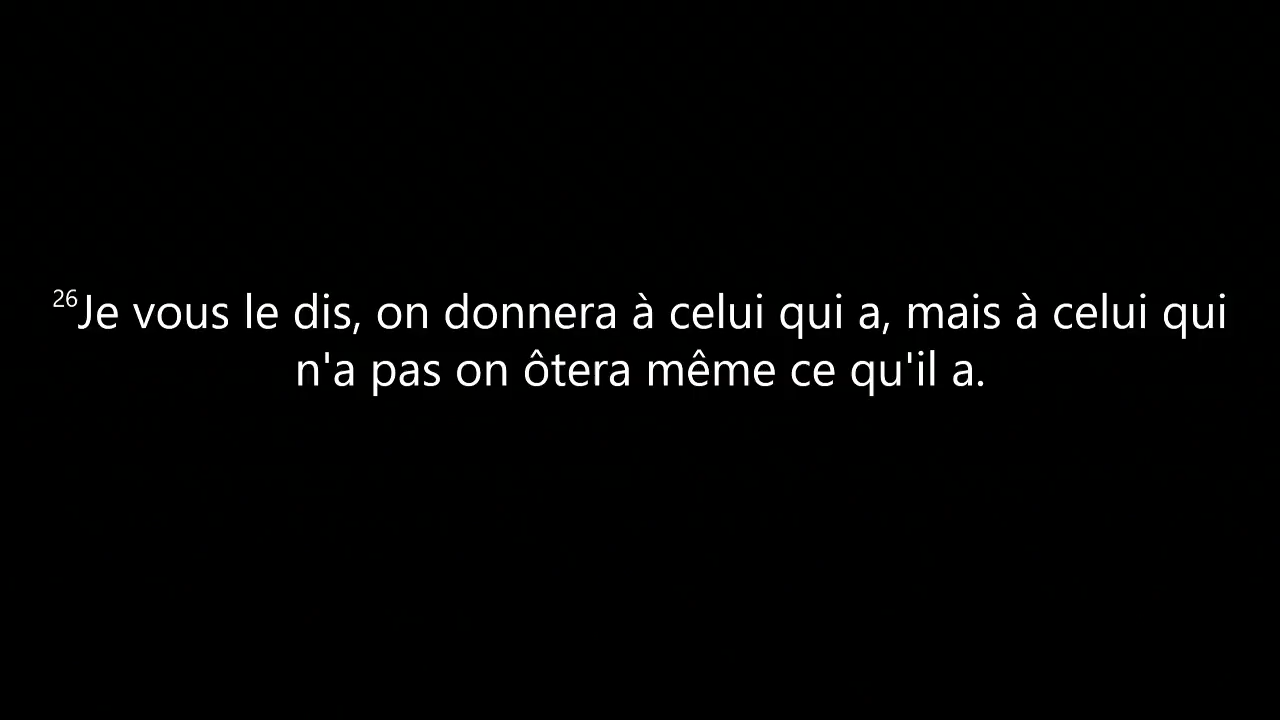 26Je vous le dis, on donnera à celui qui a, mais à celui qui
n'a pas on ôtera même ce qu'il a.